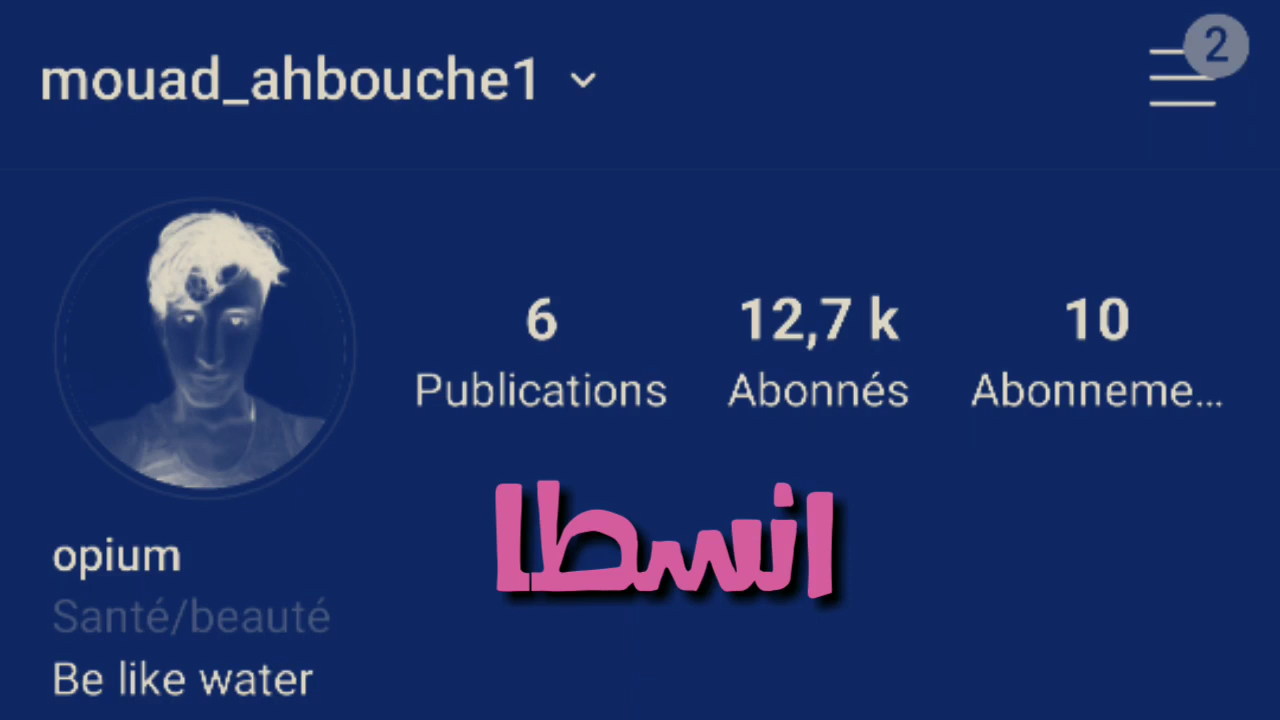 mouad_ahbouche1
2
6 12,7 k 10
Publications Abonnés Abonneme...
انسطا
opium
Santé/beauté
Be like water